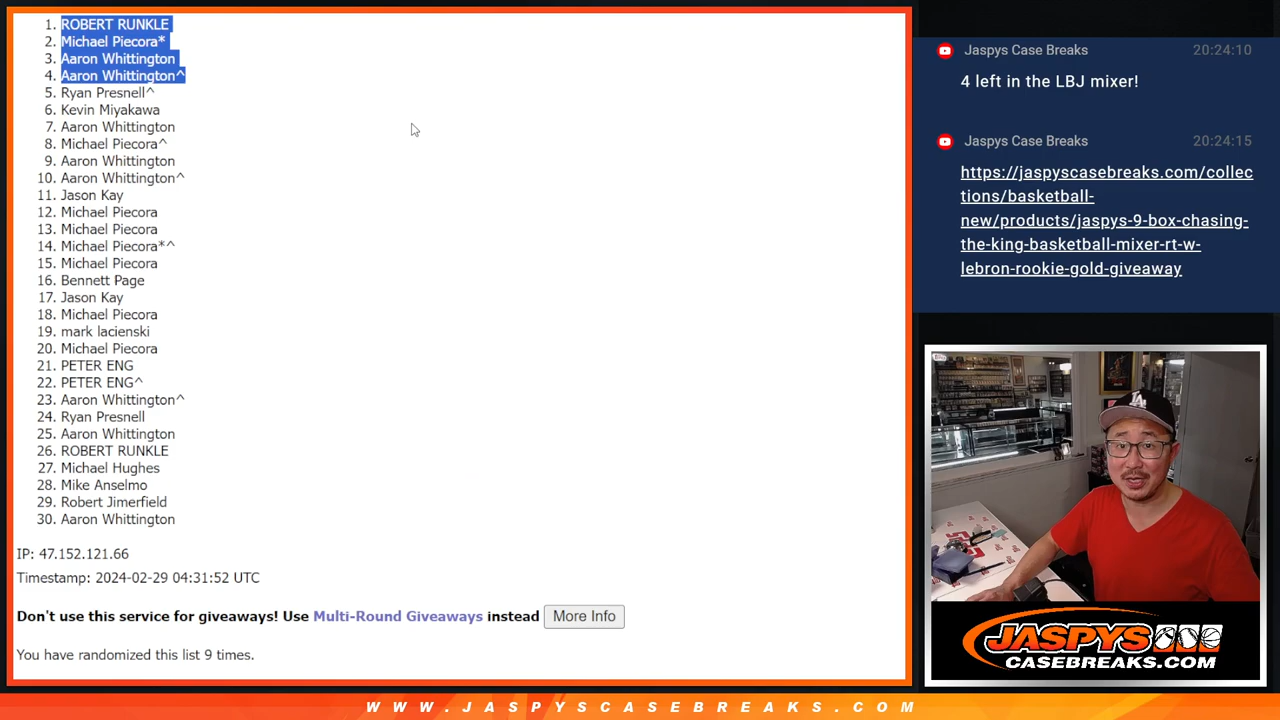 1. ROBERT RUNKLE
2. Michael Piecora*
3. Aaron Whittington
4. Aaron Whittington^
5. Ryan Presnell^
6. Kevin Miyakawa
7. Aaron Whittington
8. Michael Piecora^
9. Aaron Whittington
10. Aaron Whittington^
11. Jason Kay
12. Michael Piecora
13. Michael Piecora
14. Michael Piecora*^
15. Michael Piecora
16. Bennett Page
17. Jason Kay
18. Michael Piecora
19. mark lacienski
20. Michael Piecora
21. PETER ENG
22. PETER ENG^
23. Aaron Whittington^
24. Ryan Presnell
25. Aaron Whittington
26. ROBERT RUNKLE
27. Michael Hughes
28. Mike Anselmo
29. Robert Jimerfield
30. Aaron Whittington
IP: 47.152.121.66
Timestamp: 2024-02-29 04:31:52 UTC
Don't use this service for giveaways! Use Multi-Round Giveaways instead More Info
You have randomized this list 9 times.
Jaspys Case Breaks 20:24:10
4 left in the LBJ mixer!
Jaspys Case Breaks 20:24:15
https://jaspyscasebreaks.com/collec
tions/basketball-
new/products/jaspys-9-box-chasing-
the-king-basketball-mixer-rt-w-
lebron-rookie-gold-giveaway
LA
JASPYS
CASEBREAKS.COM
WWW.JASPYSCASEBREAKS.COM